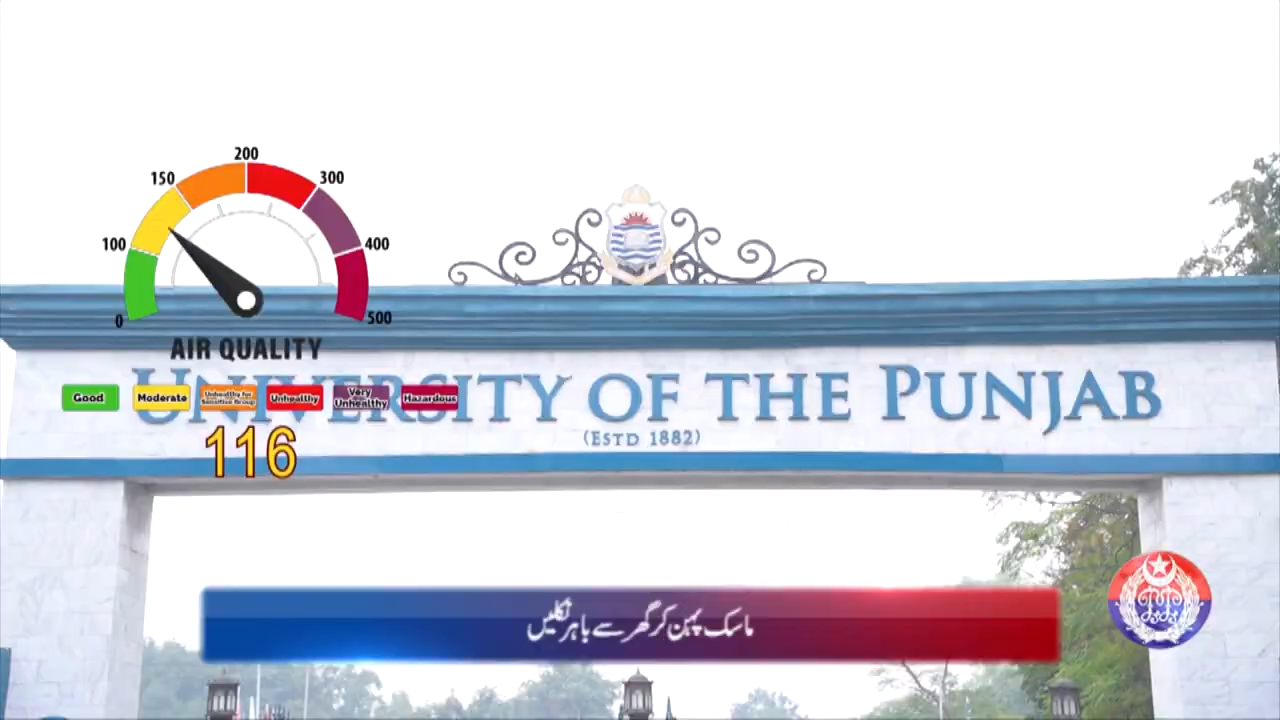 200
150
300
100
400
0
500
AIR QUALITY
UNIVERSITY OF THE PUNJAB
Good
Moderate
Unhealthy for
Sensitive Group
Unhealthy
Very
Unhealthy
Hazardous
(ESTD 1882)
116
ماسک پہن کر گھر سے باہر نکلیں